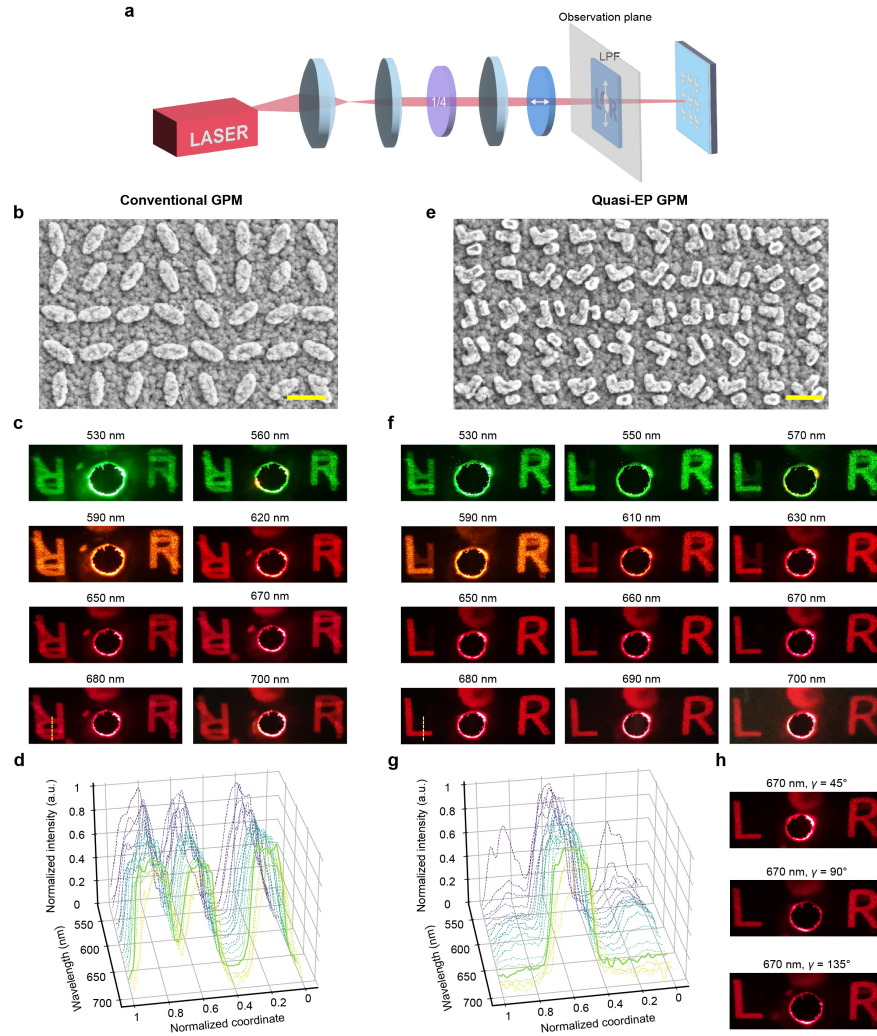 a
Observation plane
LPF
L R
1/4
LASER
Conventional GPM
Quasi-EP GPM
b
e
c
530 nm
560 nm
R
R
590 nm
620 nm
R
R
650 nm
670 nm
R
R
680 nm
700 nm
R
R
f
530 nm
550 nm
570 nm
R
L R
L R
590 nm
610 nm
630 nm
L R
L R
L R
650 nm
660 nm
670 nm
L R
L R
L R
680 nm
690 nm
700 nm
L R
L R
L R
d
Normalized intensity (a.u.)
1
0.8
0.6
0.4
0.2
0
550
600
650
700
Wavelength (nm)
1
0.8
0.6
0.4
0.2
0
Normalized coordinate
g
Normalized intensity (a.u.)
1
0.8
0.6
0.4
0.2
0
550
600
650
700
Wavelength (nm)
1
0.8
0.6
0.4
0.2
0
Normalized coordinate
h
670 nm, γ = 45°
L R
670 nm, γ = 90°
L R
670 nm, γ = 135°
L R